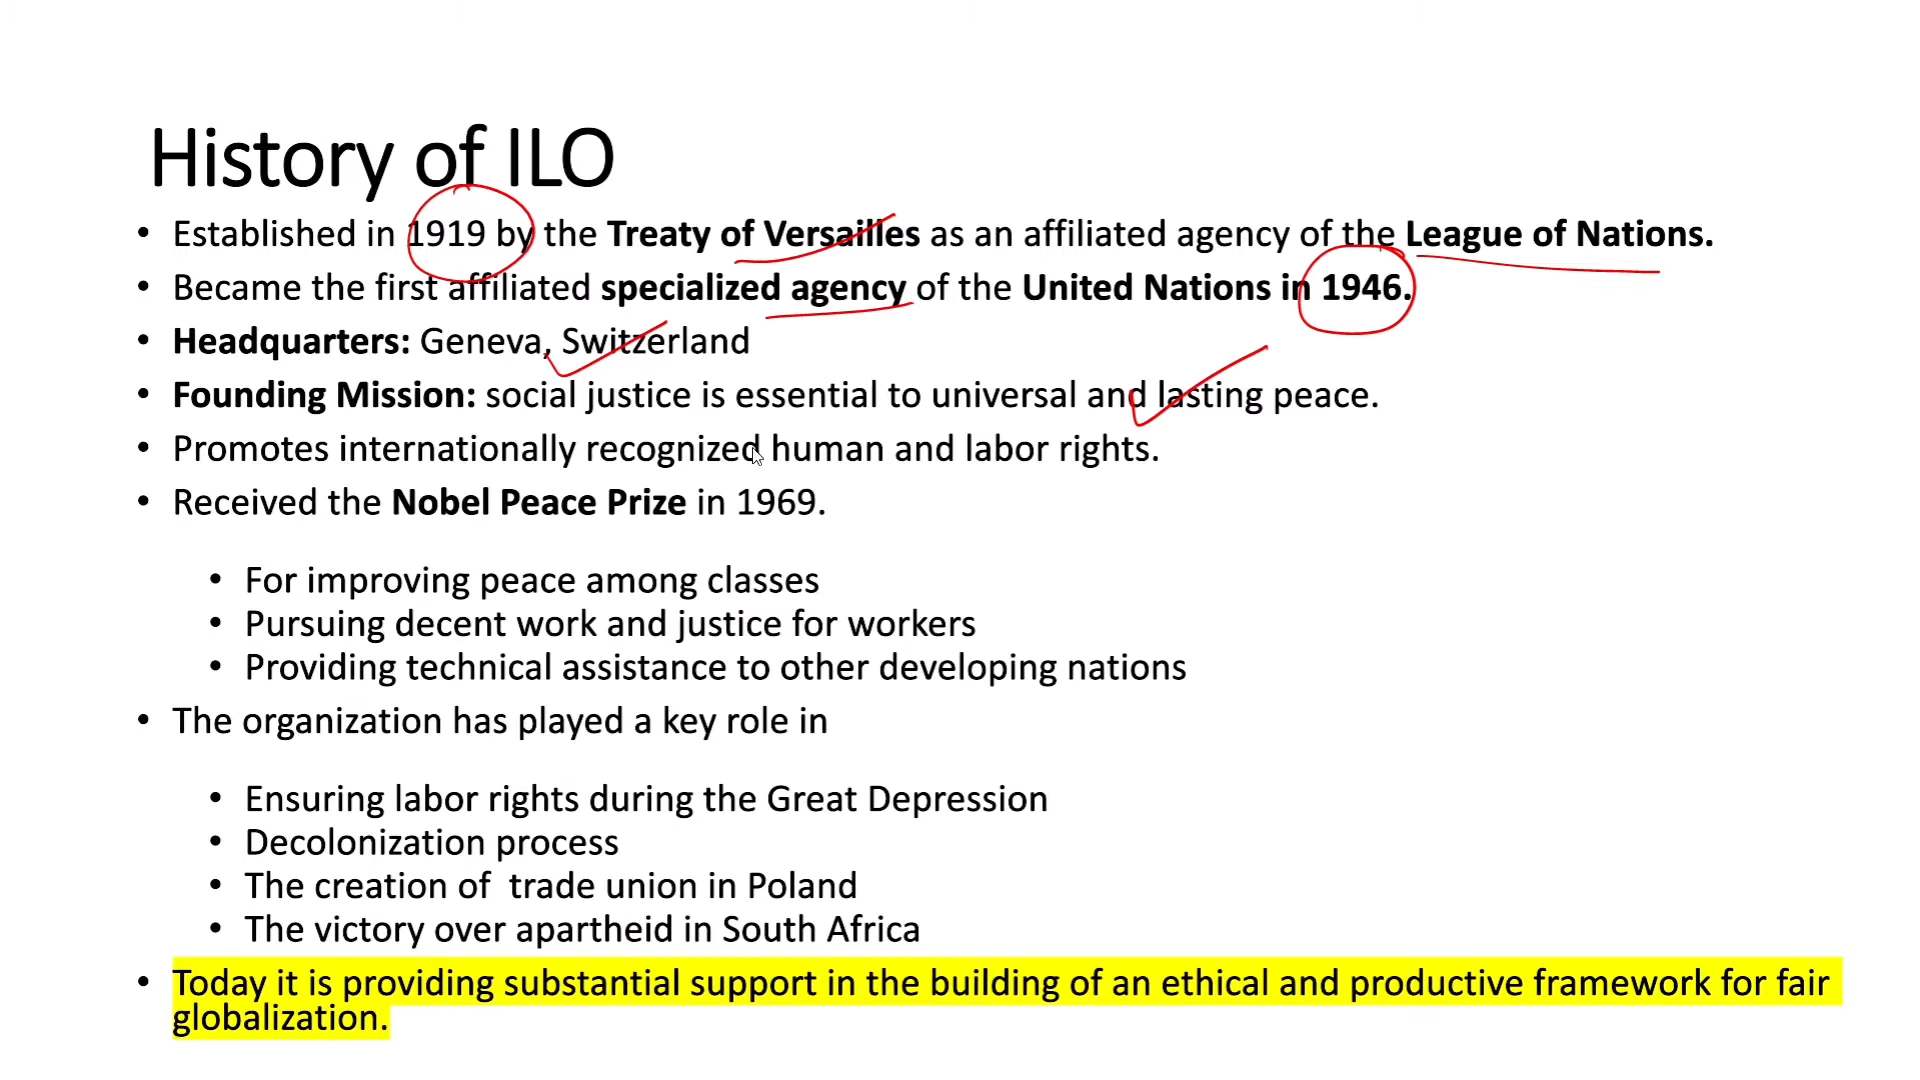 History of ILO
• Established in 1919 by the Treaty of Versailles as an affiliated agency of the League of Nations.
• Became the first affiliated specialized agency of the United Nations in 1946.
• Headquarters: Geneva, Switzerland
• Founding Mission: social justice is essential to universal and lasting peace.
• Promotes internationally recognized human and labor rights.
• Received the Nobel Peace Prize in 1969.
• For improving peace among classes
• Pursuing decent work and justice for workers
• Providing technical assistance to other developing nations
• The organization has played a key role in
• Ensuring labor rights during the Great Depression
• Decolonization process
• The creation of  trade union in Poland
• The victory over apartheid in South Africa
• Today it is providing substantial support in the building of an ethical and productive framework for fair
globalization.